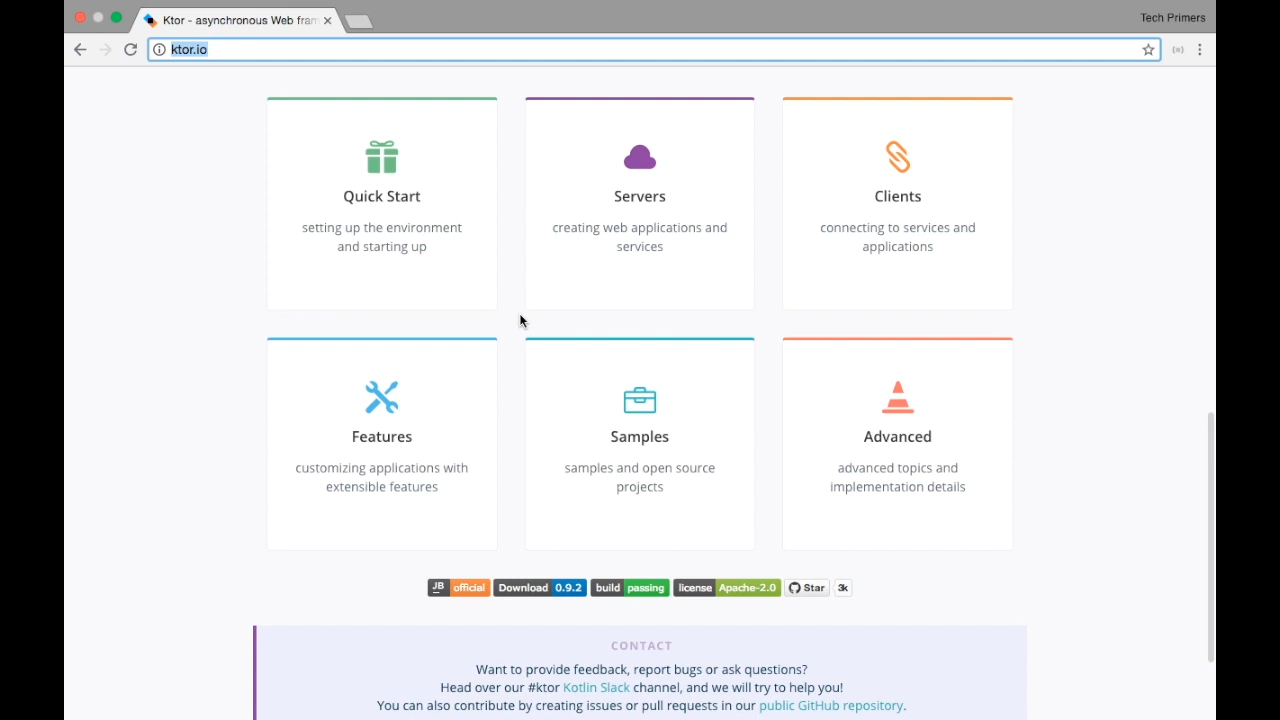 Ktor - asynchronous Web fram
Tech Primers
ktor.io
Quick Start
setting up the environment
and starting up
Servers
creating web applications and
services
Clients
connecting to services and
applications
Features
customizing applications with
extensible features
Samples
samples and open source
projects
Advanced
advanced topics and
implementation details
JB official Download 0.9.2 build passing license Apache-2.0 Star 3k
CONTACT
Want to provide feedback, report bugs or ask questions?
Head over our #ktor Kotlin Slack channel, and we will try to help you!
You can also contribute by creating issues or pull requests in our public GitHub repository.